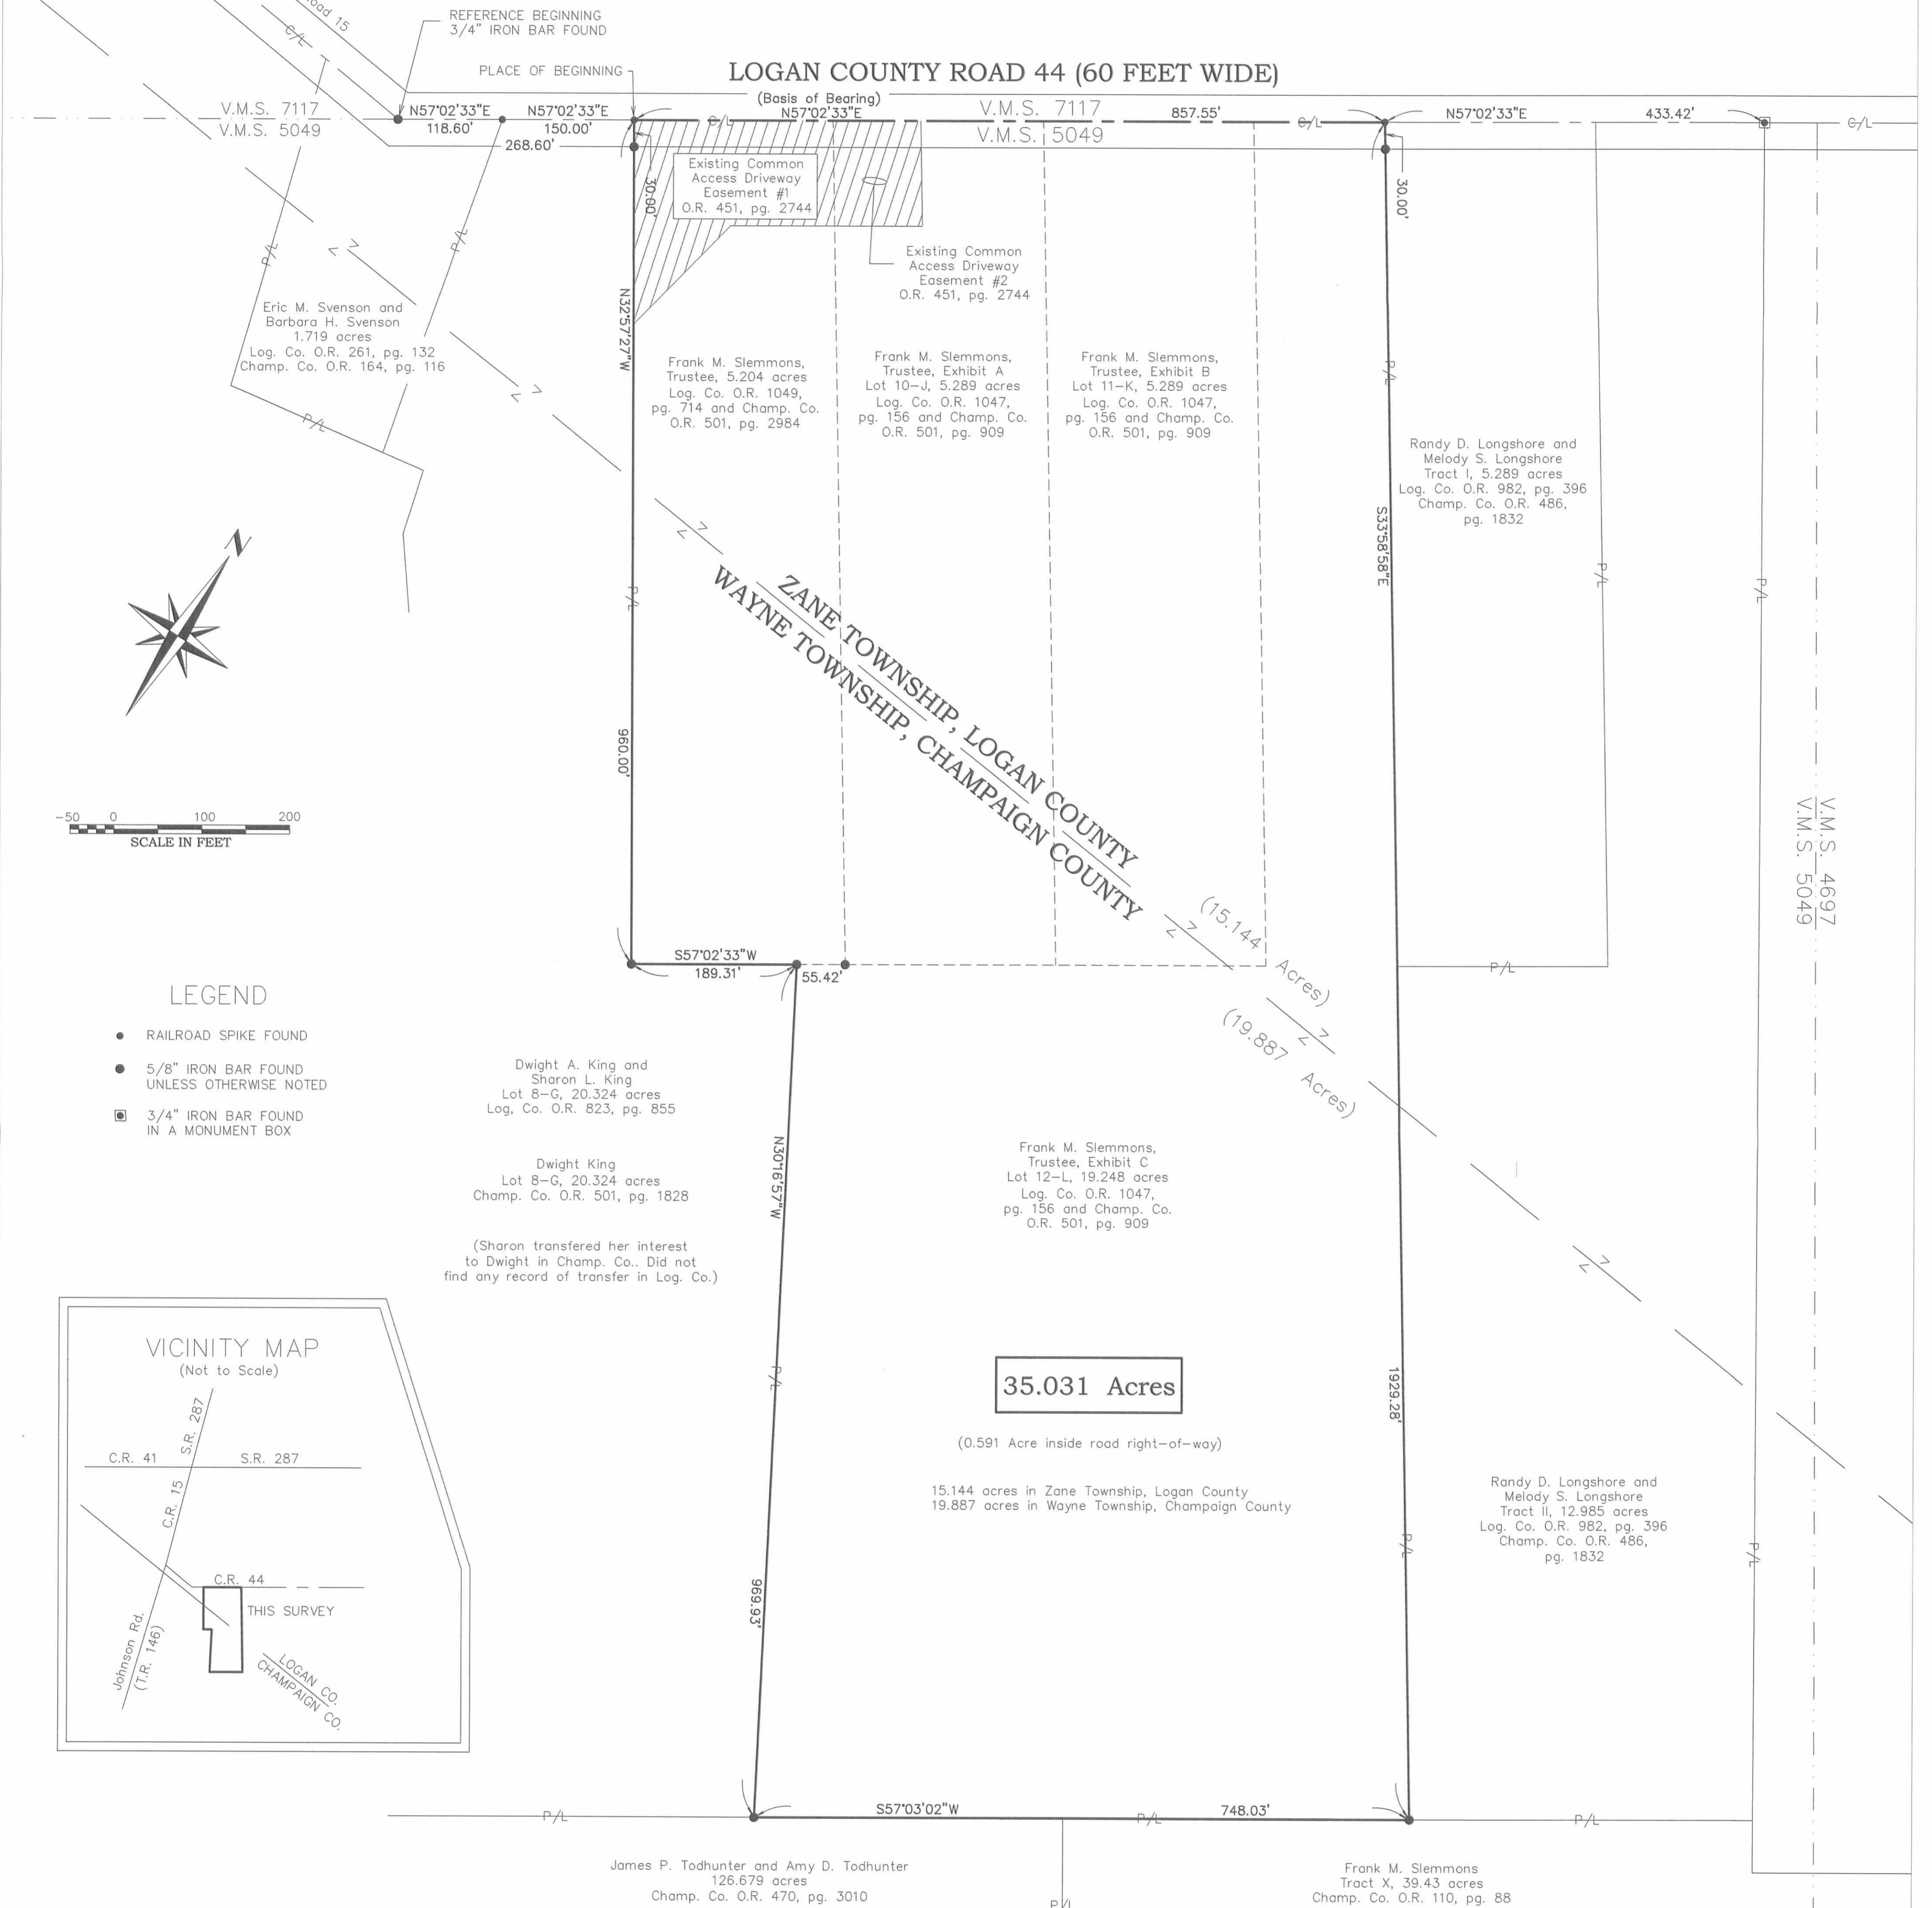 oad 15
C/L
REFERENCE BEGINNING
3/4" IRON BAR FOUND
PLACE OF BEGINNING
LOGAN COUNTY ROAD 44 (60 FEET WIDE)
(Basis of Bearing)
V.M.S. 7117
V.M.S. 5049
N57°02'33"E
118.60'
N57°02'33"E
150.00'
268.60'
C/L
N57°02'33"E
V.M.S. 7117
V.M.S. 5049
857.55'
C/L
N57°02'33"E
433.42'
C/L
30.00'
30.00'
Existing Common
Access Driveway
Easement #1
O.R. 451, pg. 2744
Existing Common
Access Driveway
Easement #2
O.R. 451, pg. 2744
P/L
P/L
Z
Z
Eric M. Svenson and
Barbara H. Svenson
1.719 acres
Log. Co. O.R. 261, pg. 132
Champ. Co. O.R. 164, pg. 116
P/L
Z
Z
N32°57'27"W
P/L
960.00'
Frank M. Slemmons,
Trustee, 5.204 acres
Log. Co. O.R. 1049,
pg. 714 and Champ. Co.
O.R. 501, pg. 2984
Frank M. Slemmons,
Trustee, Exhibit A
Lot 10-J, 5.289 acres
Log. Co. O.R. 1047,
pg. 156 and Champ. Co.
O.R. 501, pg. 909
Frank M. Slemmons,
Trustee, Exhibit B
Lot 11-K, 5.289 acres
Log. Co. O.R. 1047,
pg. 156 and Champ. Co.
O.R. 501, pg. 909
P/L
S33°58'58"E
Randy D. Longshore and
Melody S. Longshore
Tract I, 5.289 acres
Log. Co. O.R. 982, pg. 396
Champ. Co. O.R. 486,
pg. 1832
P/L
P/L
N
Z
Z
ZANE TOWNSHIP, LOGAN COUNTY
WAYNE TOWNSHIP, CHAMPAIGN COUNTY
-50 0 100 200
SCALE IN FEET
V.M.S. 4697
V.M.S. 5049
Z
Z
(15.144 Acres)
(19.887 Acres)
Z
Z
S57°02'33"W
189.31'
55.42'
P/L
LEGEND
RAILROAD SPIKE FOUND
5/8" IRON BAR FOUND
UNLESS OTHERWISE NOTED
3/4" IRON BAR FOUND
IN A MONUMENT BOX
Dwight A. King and
Sharon L. King
Lot 8-G, 20.324 acres
Log, Co. O.R. 823, pg. 855
Dwight King
Lot 8-G, 20.324 acres
Champ. Co. O.R. 501, pg. 1828
(Sharon transfered her interest
to Dwight in Champ. Co.. Did not
find any record of transfer in Log. Co.)
N30°16'57"W
P/L
969.93'
Frank M. Slemmons,
Trustee, Exhibit C
Lot 12-L, 19.248 acres
Log. Co. O.R. 1047,
pg. 156 and Champ. Co.
O.R. 501, pg. 909
Z
Z
35.031 Acres
(0.591 Acre inside road right-of-way)
15.144 acres in Zane Township, Logan County
19.887 acres in Wayne Township, Champaign County
1929.28'
P/L
Randy D. Longshore and
Melody S. Longshore
Tract II, 12.985 acres
Log. Co. O.R. 982, pg. 396
Champ. Co. O.R. 486,
pg. 1832
P/L
VICINITY MAP
(Not to Scale)
S.R. 287
C.R. 41
S.R. 287
C.R. 15
C.R. 44
THIS SURVEY
Johnson Rd.
(T.R. 146)
LOGAN CO.
CHAMPAIGN CO.
P/L
S57°03'02"W
P/L
748.03'
P/L
James P. Todhunter and Amy D. Todhunter
126.679 acres
Champ. Co. O.R. 470, pg. 3010
P/L
Frank M. Slemmons
Tract X, 39.43 acres
Champ. Co. O.R. 110, pg. 88